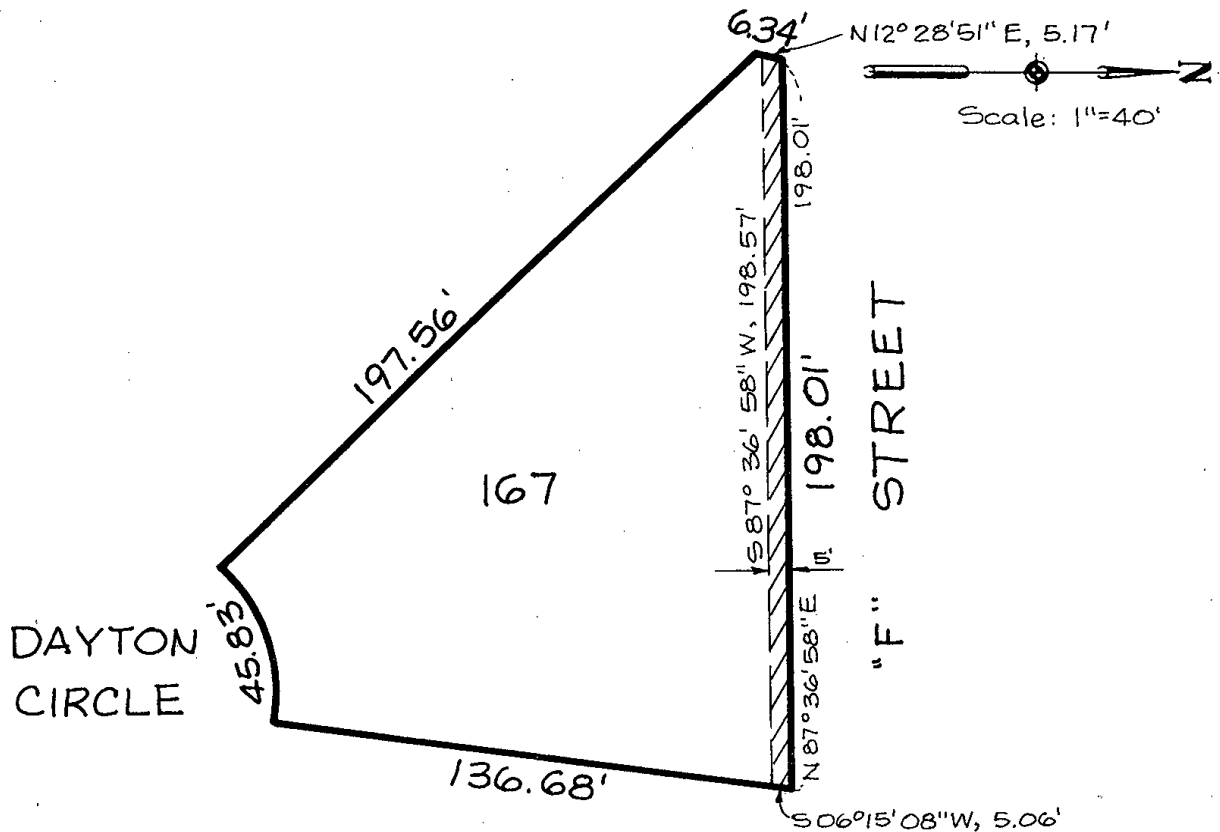 6.34'
N12°28'51"E, 5.17'
N
Scale: 1"=40'
198.01'
S87° 36' 58"W, 198.57'
197.56'
198.01'
167
5'
STREET
"F"
N87°36'58"E
DAYTON
CIRCLE
45.83'
136.68'
S06°15'08"W, 5.06'